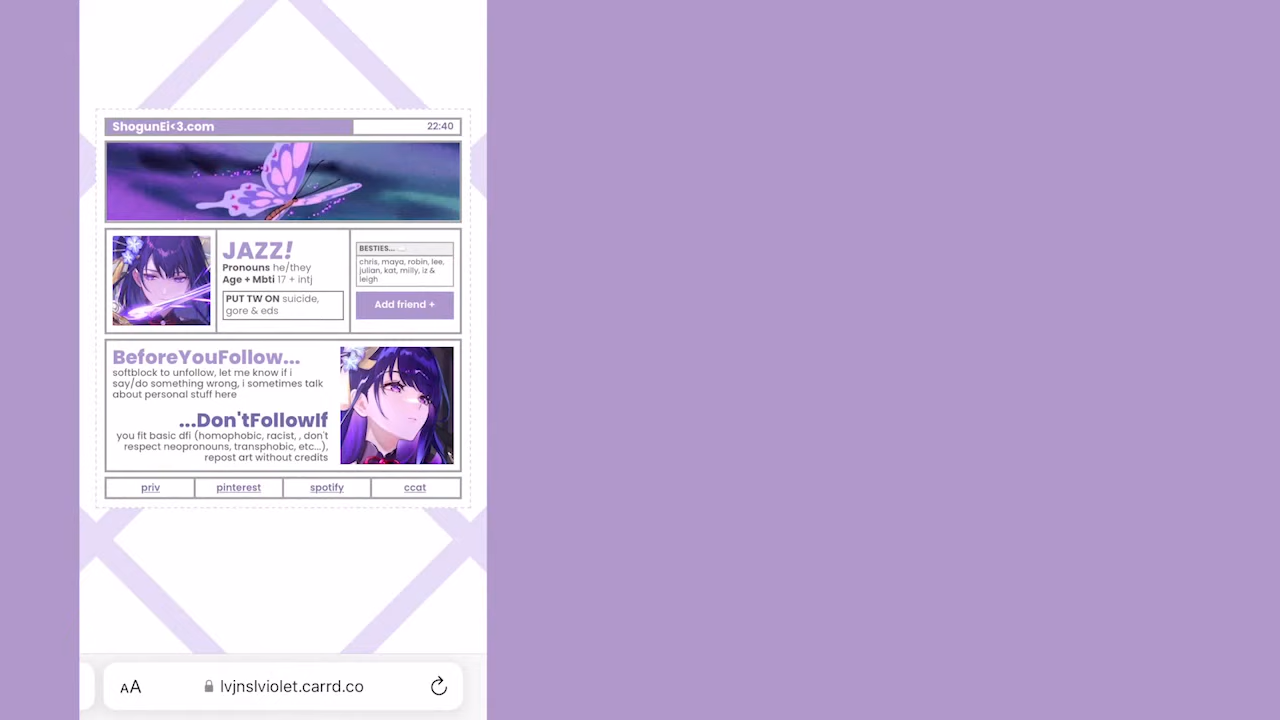 ShogunEi<3.com
22:40
JAZZ!
Pronouns he/they
Age + Mbti 17 + intj
PUT TW ON suicide,
gore & eds
BESTIES...
chris, maya, robin, lee,
julian, kat, milly, iz &
leigh
Add friend +
BeforeYouFollow...
softblock to unfollow, let me know if i
say/do something wrong, i sometimes talk
about personal stuff here
...Don'tFollowIf
you fit basic dfi (homophobic, racist, , don't
respect neopronouns, transphobic, etc...),
repost art without credits
priv
pinterest
spotify
ccat
AA
lvjnslviolet.carrd.co